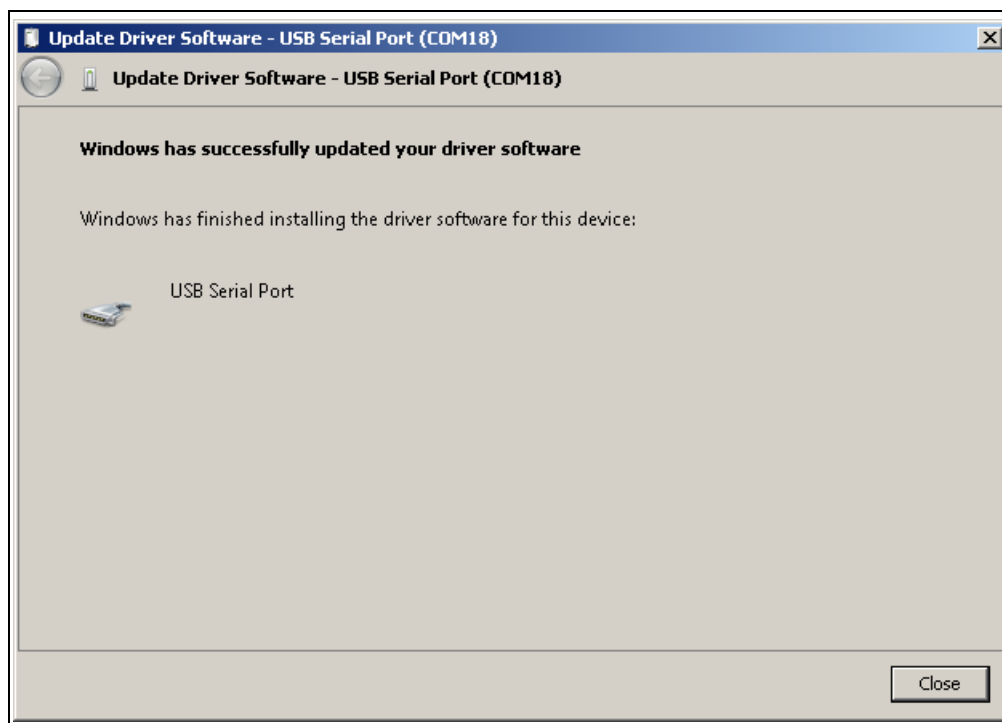 Update Driver Software - USB Serial Port (COM18)
Update Driver Software - USB Serial Port (COM18)
Windows has successfully updated your driver software
Windows has finished installing the driver software for this device:
USB Serial Port
Close